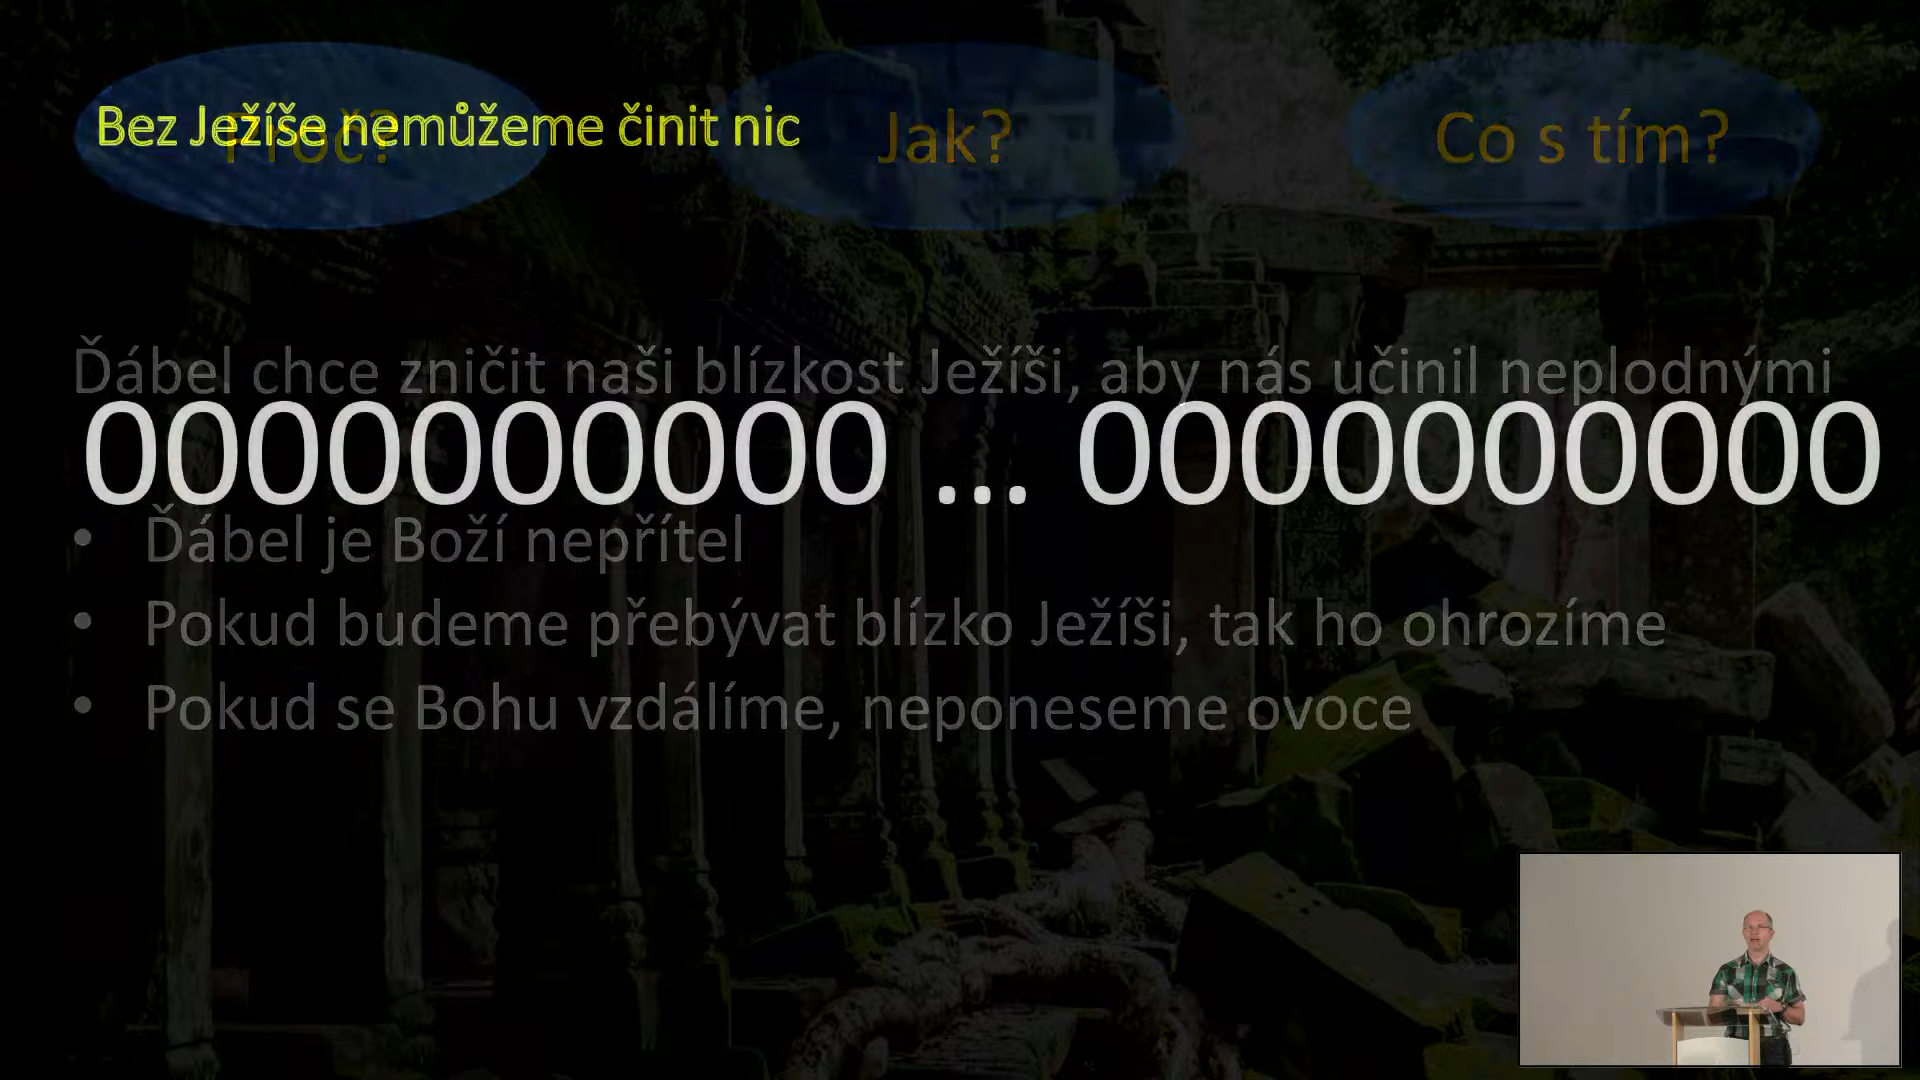 Bez Ježíše nemůžeme činit nic
Proč?
Jak?
Co s tím?
Ďábel chce zničit naši blízkost Ježíši, aby nás učinil neplodnými
0000000000 ... 0000000000
• Ďábel je Boží nepřítel
• Pokud budeme přebývat blízko Ježíši, tak ho ohrozíme
• Pokud se Bohu vzdálíme, neponeseme ovoce